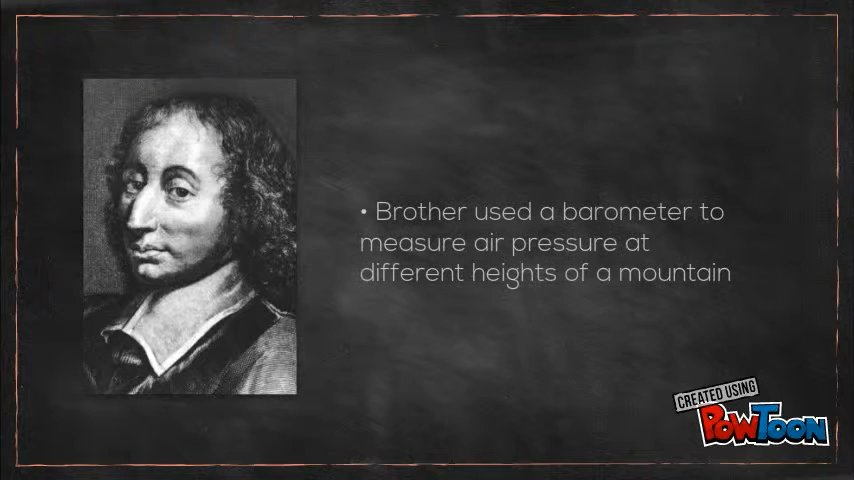 • Brother used a barometer to
measure air pressure at
different heights of a mountain
CREATED USING
POWTOON